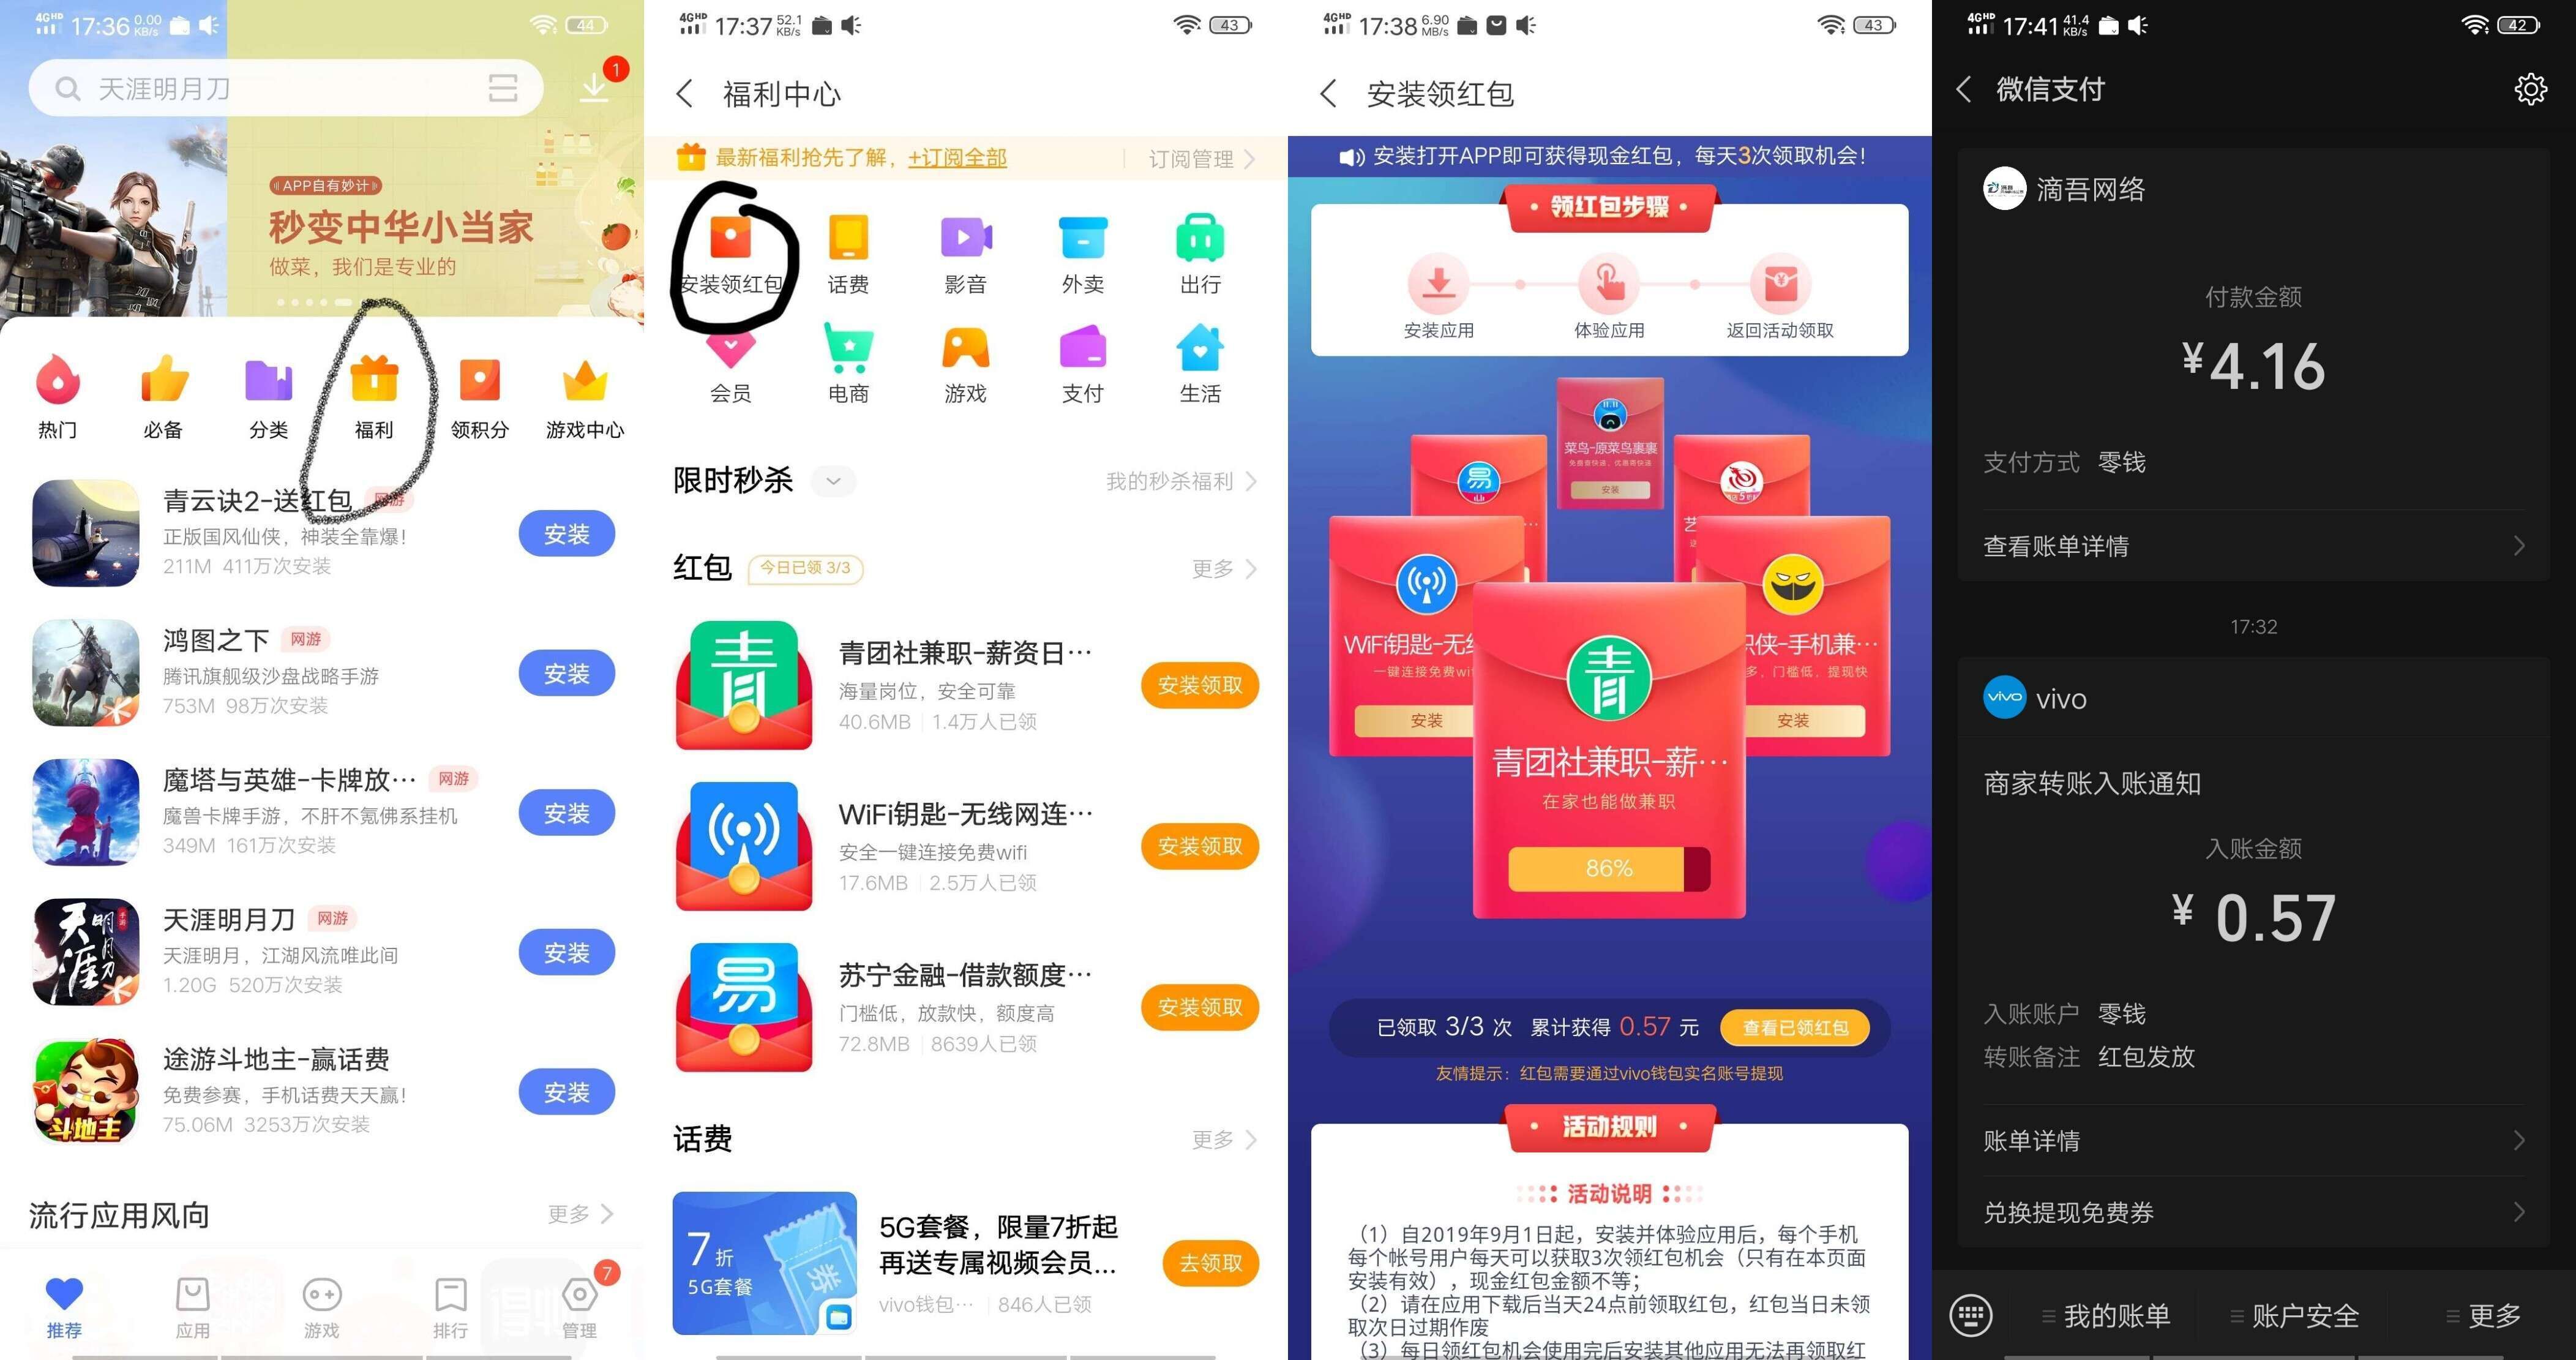 4G HD 17:36 0.00 KB/s 44
天涯明月刀
1
APP自有妙计
秒变中华小当家
做菜，我们是专业的
热门 必备 分类 福利 领积分 游戏中心
青云诀2-送红包 网游
正版国风仙侠，神装全靠爆！
211M 411万次安装
安装
鸿图之下 网游
腾讯旗舰级沙盘战略手游
753M 98万次安装
安装
魔塔与英雄-卡牌放… 网游
魔兽卡牌手游，不肝不氪佛系挂机
349M 161万次安装
安装
天涯明月刀 网游
天涯明月，江湖风流唯此间
1.20G 520万次安装
安装
途游斗地主-赢话费
免费参赛，手机话费天天赢！
75.06M 3253万次安装
安装
斗地主
流行应用风向 更多
7
推荐 应用 游戏 排行 管理
4G HD 17:37 52.1 KB/s 43
福利中心
最新福利抢先了解，+订阅全部 订阅管理
安装领红包 话费 影音 外卖 出行
会员 电商 游戏 支付 生活
限时秒杀 我的秒杀福利
红包 今日已领 3/3 更多
青团社兼职-薪资日…
海量岗位，安全可靠
40.6MB 1.4万人已领
安装领取
WiFi钥匙-无线网连…
安全一键连接免费wifi
17.6MB 2.5万人已领
安装领取
苏宁金融-借款额度…
门槛低，放款快，额度高
72.8MB 8639人已领
安装领取
话费 更多
7折
5G套餐
券
5G套餐，限量7折起
再送专属视频会员...
vivo钱包… 846人已领
去领取
4G HD 17:38 6.90 MB/s 43
安装领红包
安装打开APP即可获得现金红包，每天3次领取机会！
领红包步骤
安装应用 体验应用 返回活动领取
菜鸟-原菜鸟裹裹
免费查快递，优惠寄快递
安装
WiFi钥匙-无线
一键连接免费wi
安装
职侠-手机兼…
多，门槛低，提现快
安装
青团社兼职-薪…
在家也能做兼职
86%
已领取 3/3 次 累计获得 0.57 元 查看已领红包
友情提示：红包需要通过vivo钱包实名账号提现
活动规则
活动说明
（1）自2019年9月1日起，安装并体验应用后，每个手机
每个帐号用户每天可以获取3次领红包机会（只有在本页面
安装有效），现金红包金额不等；
（2）请在应用下载后当天24点前领取红包，红包当日未领
取次日过期作废
（3）每日领红包机会使用完后安装其他应用无法再领取红
4G HD 17:41 41.4 KB/s 42
微信支付
滴吾网络
付款金额
¥4.16
支付方式 零钱
查看账单详情
17:32
vivo vivo
商家转账入账通知
入账金额
¥ 0.57
入账账户 零钱
转账备注 红包发放
账单详情
兑换提现免费券
我的账单 账户安全 更多